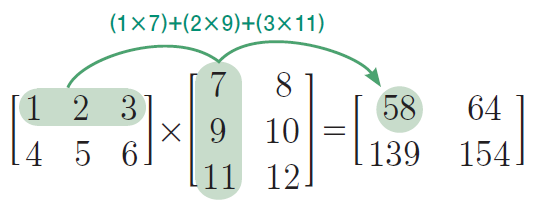 (1×7)+(2×9)+(3×11)
[1 2 3
4 5 6] × [7 8
9 10
11 12] = [58 64
139 154]